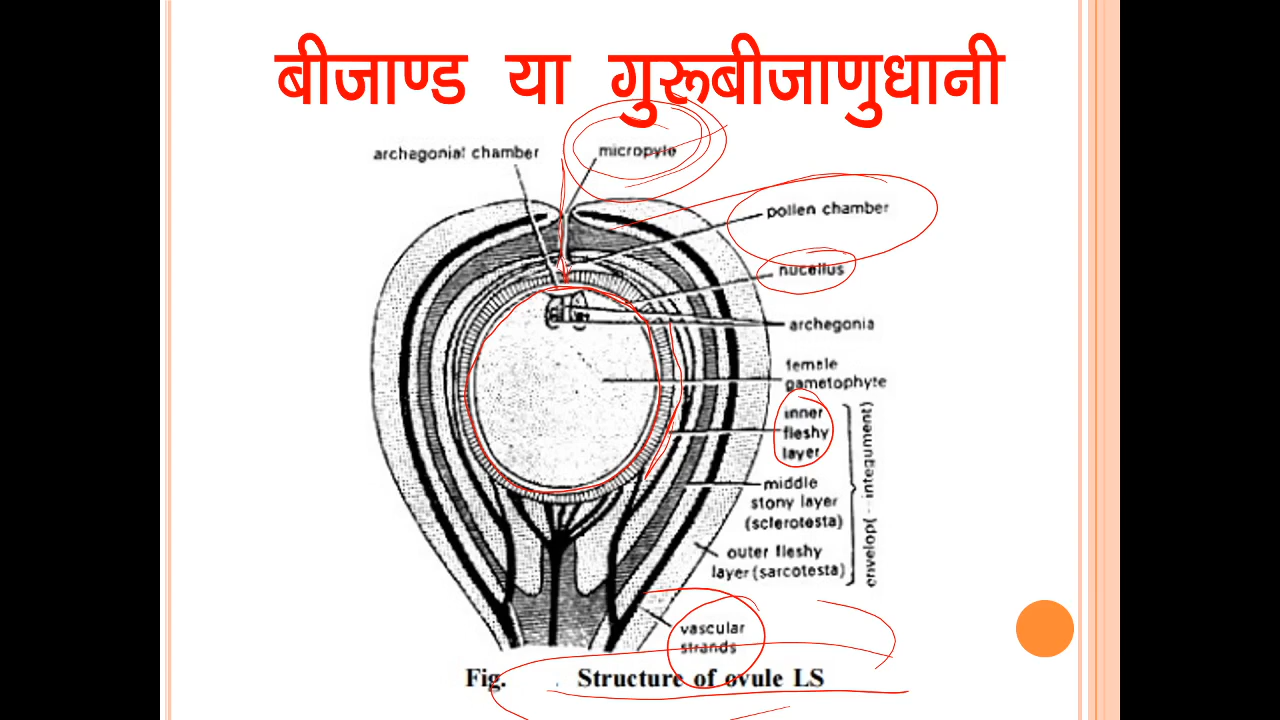 बीजाण्ड या गुरूबीजाणुधानी
archegonial chamber
micropyle
pollen chamber
nucellus
archegonia
female
gametophyte
inner
fleshy
layer
middle
stony layer
(sclerotesta)
outer fleshy
layer (sarcotesta)
envelop( -- integument)
vascular
strands
Fig. . Structure of ovule LS